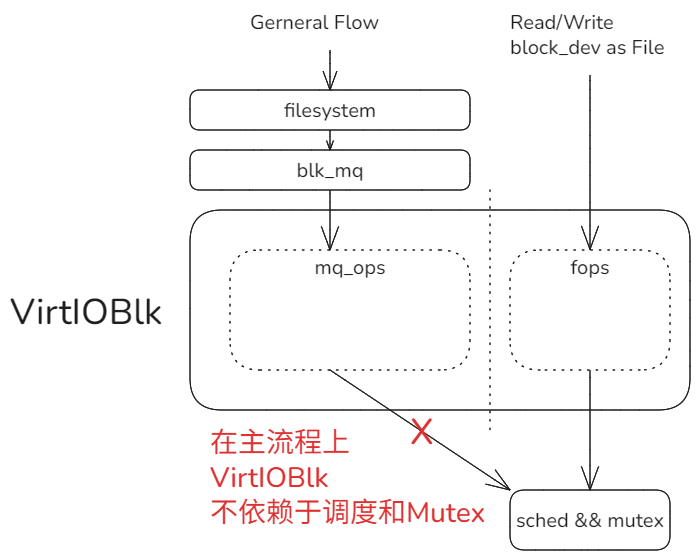 Gerneral Flow
Read/Write
block_dev as File
filesystem
blk_mq
mq_ops
fops
VirtIOBlk
在主流程上
VirtIOBlk
不依赖于调度和Mutex
sched && mutex